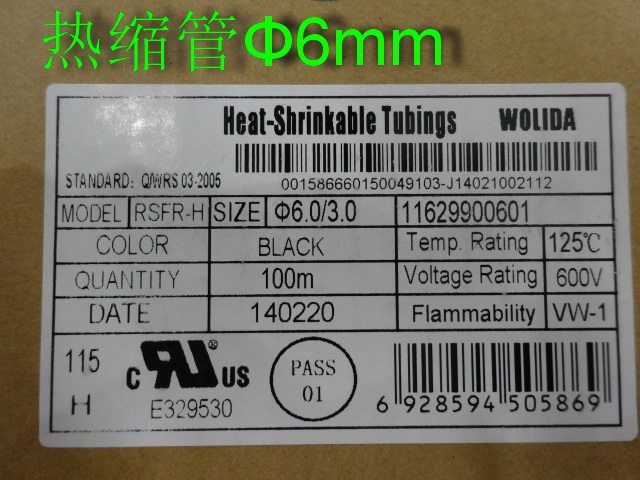 热缩管Φ6mm
Heat-Shrinkable Tubings WOLIDA
STANDARD: Q/WRS 03-2005
001586660150049103-J14021002112
MODEL RSFR-H SIZE Φ6.0/3.0 11629900601
COLOR BLACK Temp. Rating 125℃
QUANTITY 100m Voltage Rating 600V
DATE 140220 Flammability VW-1
115
H
c RU ® US
E329530
PASS
01
6 928594 505869